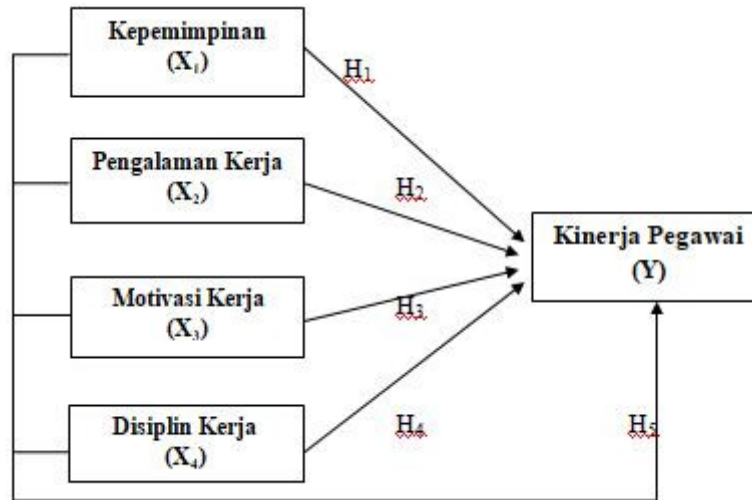 Kepemimpinan
(X₁)
H₁
Pengalaman Kerja
(X₂)
H₂
Kinerja Pegawai
(Y)
Motivasi Kerja
(X₃)
H₃
Disiplin Kerja
(X₄)
H₄
H₅